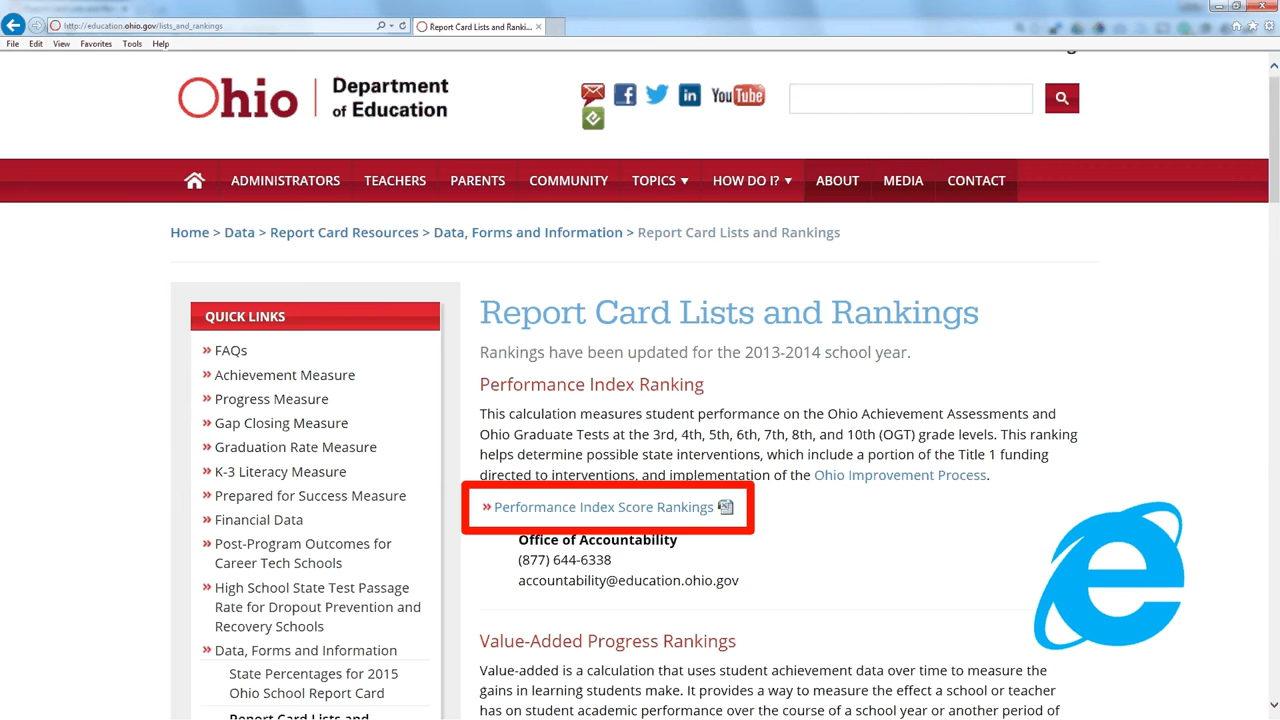 http://education.ohio.gov/lists_and_rankings
Report Card Lists and Ranki...
File Edit View Favorites Tools Help
Ohio Department
of Education
in
YouTube
ADMINISTRATORS TEACHERS PARENTS COMMUNITY TOPICS HOW DO I? ABOUT MEDIA CONTACT
Home > Data > Report Card Resources > Data, Forms and Information > Report Card Lists and Rankings
QUICK LINKS
FAQs
Achievement Measure
Progress Measure
Gap Closing Measure
Graduation Rate Measure
K-3 Literacy Measure
Prepared for Success Measure
Financial Data
Post-Program Outcomes for
Career Tech Schools
High School State Test Passage
Rate for Dropout Prevention and
Recovery Schools
Data, Forms and Information
State Percentages for 2015
Ohio School Report Card
Report Card Lists and
Report Card Lists and Rankings
Rankings have been updated for the 2013-2014 school year.
Performance Index Ranking
This calculation measures student performance on the Ohio Achievement Assessments and
Ohio Graduate Tests at the 3rd, 4th, 5th, 6th, 7th, 8th, and 10th (OGT) grade levels. This ranking
helps determine possible state interventions, which include a portion of the Title 1 funding
directed to interventions, and implementation of the Ohio Improvement Process.
Performance Index Score Rankings
Office of Accountability
(877) 644-6338
accountability@education.ohio.gov
Value-Added Progress Rankings
Value-added is a calculation that uses student achievement data over time to measure the
gains in learning students make. It provides a way to measure the effect a school or teacher
has on student academic performance over the course of a school year or another period of